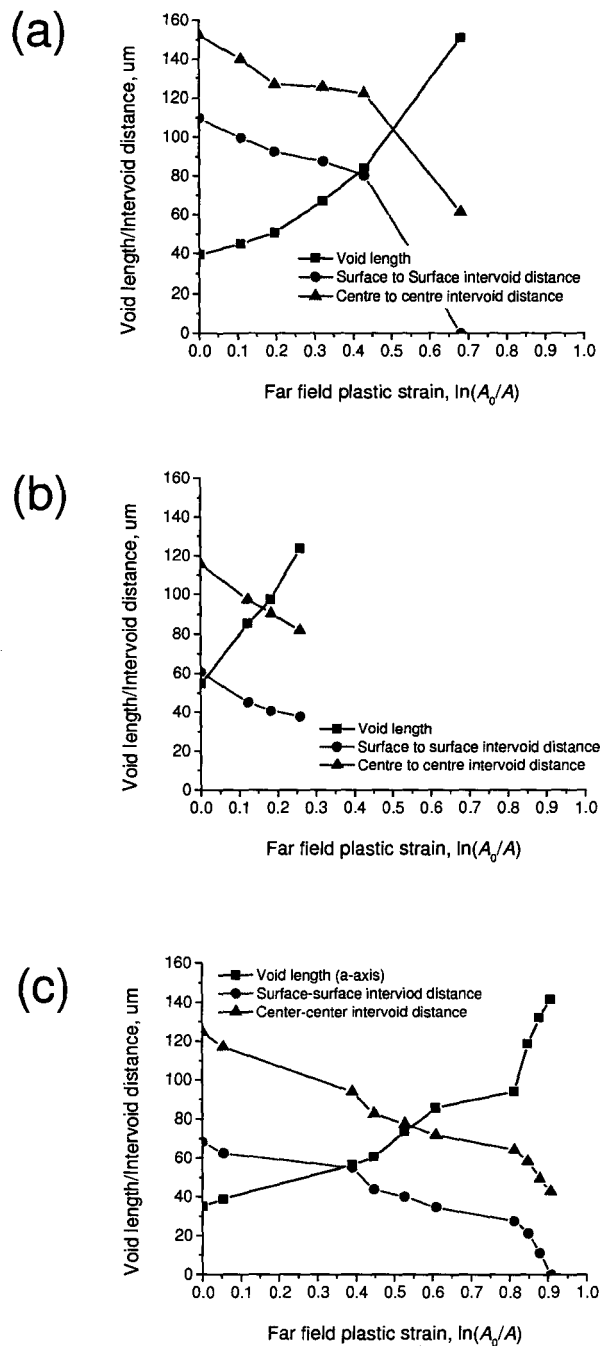 (a)
Void length/Intervoid distance, um
160
140
120
100
80
60
40
20
0
Void length
Surface to Surface intervoid distance
Centre to centre intervoid distance
0.0 0.1 0.2 0.3 0.4 0.5 0.6 0.7 0.8 0.9 1.0
Far field plastic strain, ln(A0/A)
(b)
Void length/Intervoid distance, um
160
140
120
100
80
60
40
20
0
Void length
Surface to surface intervoid distance
Centre to centre intervoid distance
0.0 0.1 0.2 0.3 0.4 0.5 0.6 0.7 0.8 0.9 1.0
Far field plastic strain, ln(A0/A)
(c)
Void length/Intervoid distance, um
160
140
120
100
80
60
40
20
0
Void length (a-axis)
Surface-surface interviod distance
Center-center intervoid distance
0.0 0.1 0.2 0.3 0.4 0.5 0.6 0.7 0.8 0.9 1.0
Far field plastic strain, ln(A0/A)